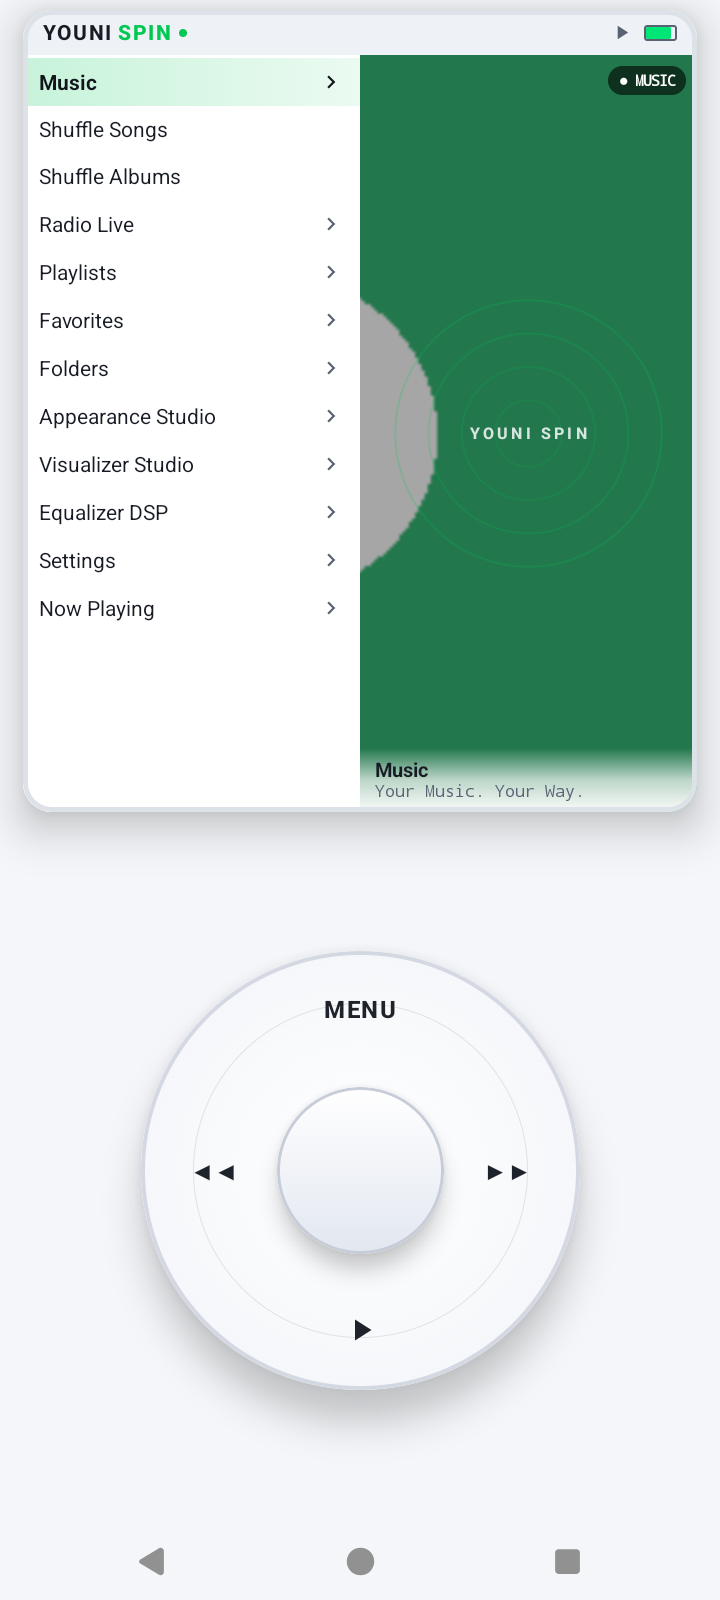 YOUNI SPIN
Music
Shuffle Songs
Shuffle Albums
Radio Live
Playlists
Favorites
Folders
Appearance Studio
Visualizer Studio
Equalizer DSP
Settings
Now Playing
MUSIC
YOUNI SPIN
Music
Your Music. Your Way.
MENU